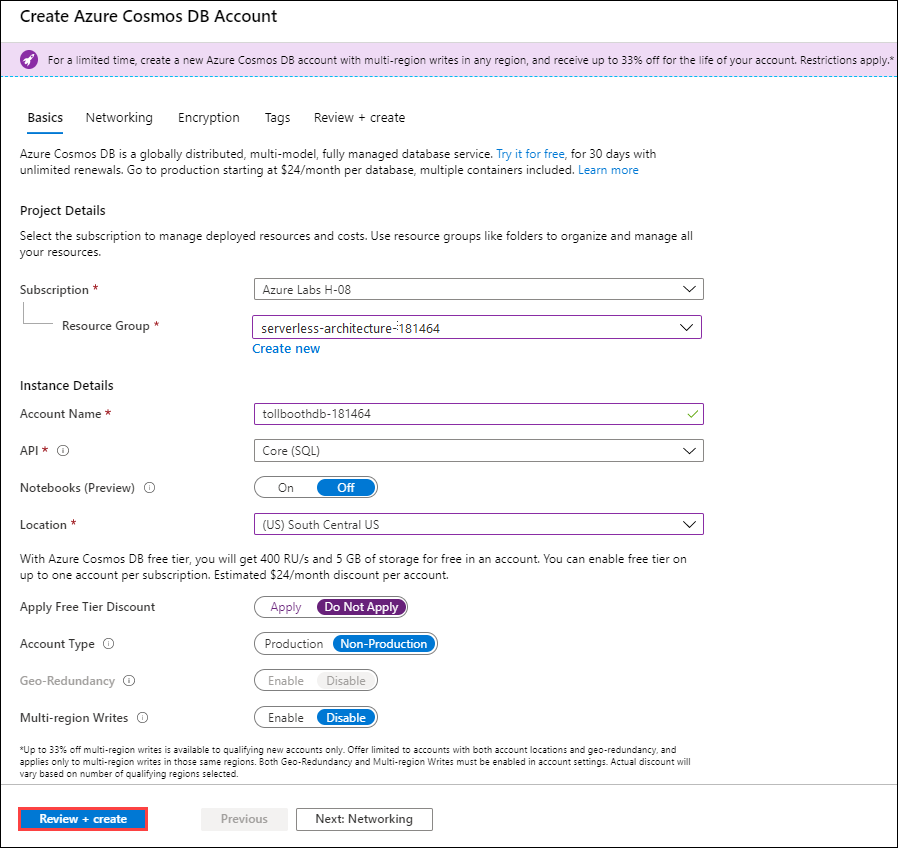 Create Azure Cosmos DB Account
For a limited time, create a new Azure Cosmos DB account with multi-region writes in any region, and receive up to 33% off for the life of your account. Restrictions apply.*
Basics Networking Encryption Tags Review + create
Azure Cosmos DB is a globally distributed, multi-model, fully managed database service. Try it for free, for 30 days with
unlimited renewals. Go to production starting at $24/month per database, multiple containers included. Learn more
Project Details
Select the subscription to manage deployed resources and costs. Use resource groups like folders to organize and manage all
your resources.
Subscription * Azure Labs H-08
Resource Group * serverless-architecture-181464
Create new
Instance Details
Account Name * tollboothdb-181464
API * Core (SQL)
Notebooks (Preview) On Off
Location * (US) South Central US
With Azure Cosmos DB free tier, you will get 400 RU/s and 5 GB of storage for free in an account. You can enable free tier on
up to one account per subscription. Estimated $24/month discount per account.
Apply Free Tier Discount Apply Do Not Apply
Account Type Production Non-Production
Geo-Redundancy Enable Disable
Multi-region Writes Enable Disable
*Up to 33% off multi-region writes is available to qualifying new accounts only. Offer limited to accounts with both account locations and geo-redundancy, and
applies only to multi-region writes in those same regions. Both Geo-Redundancy and Multi-region Writes must be enabled in account settings. Actual discount will
vary based on number of qualifying regions selected.
Review + create Previous Next: Networking